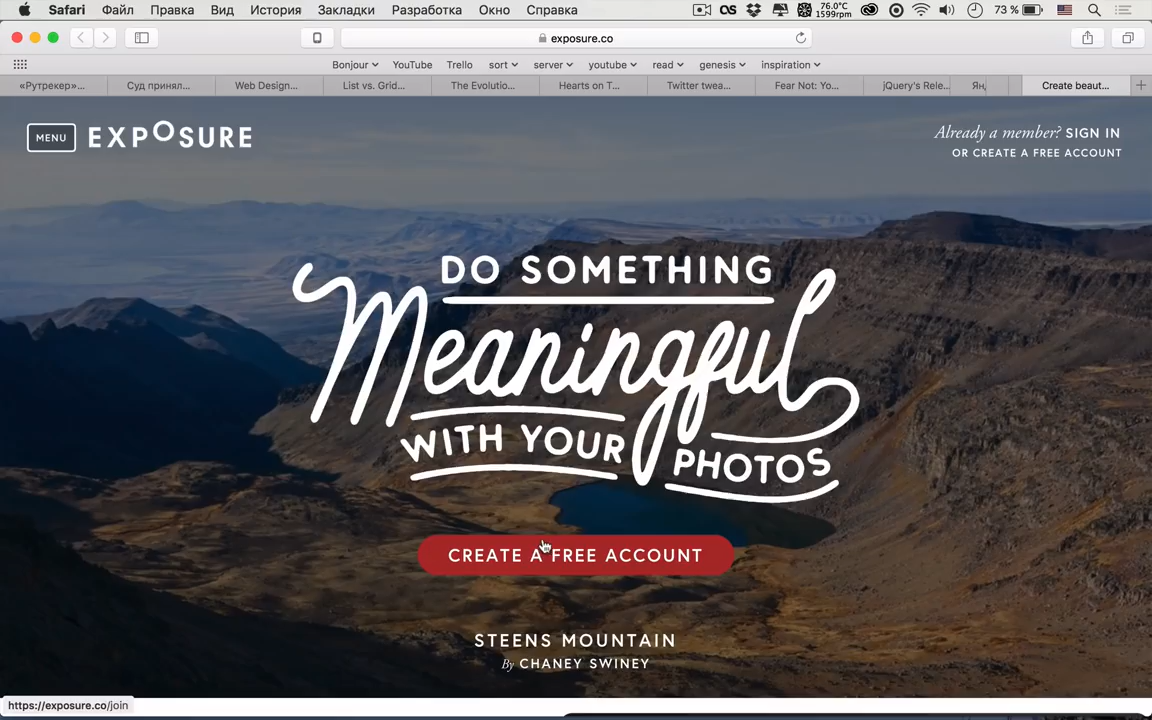 Safari Файл Правка Вид История Закладки Разработка Окно Справка 76.0°C 1599rpm 73 %
exposure.co
Bonjour YouTube Trello sort server youtube read genesis inspiration
«Рутрекер»... Суд принял... Web Design... List vs. Grid... The Evolutio... Hearts on T... Twitter twea... Fear Not: Yo... jQuery's Rele... Create beaut...
MENU EXPOSURE
Already a member? SIGN IN
OR CREATE A FREE ACCOUNT
DO SOMETHING
Meaningful
WITH YOUR PHOTOS
CREATE A FREE ACCOUNT
STEENS MOUNTAIN
By CHANEY SWINEY
https://exposure.co/join